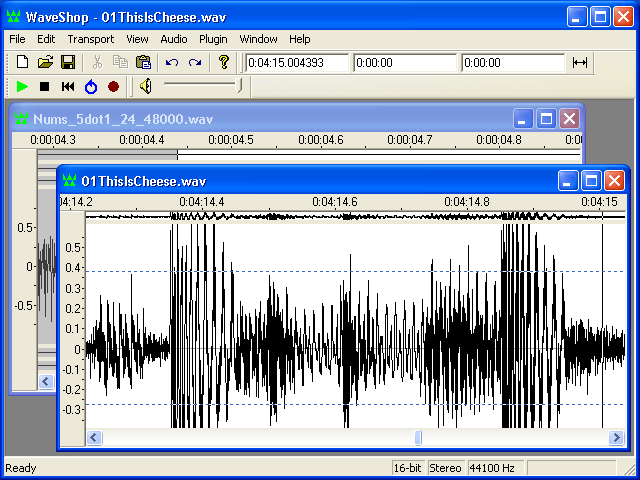 WaveShop - 01ThisIsCheese.wav
File Edit Transport View Audio Plugin Window Help
0:04:15.004393 0:00:00 0:00:00
Nums_5dot1_24_48000.wav
0:00:04.3 0:00:04.4 0:00:04.5 0:00:04.6 0:00:04.7 0:00:04.8 0:00
0.5
0
-0.5
01ThisIsCheese.wav
:04:14.2 0:04:14.4 0:04:14.6 0:04:14.8 0:04:15
0.5
0.4
0.3
0.2
0.1
0
-0.1
-0.2
-0.3
Ready 16-bit Stereo 44100 Hz